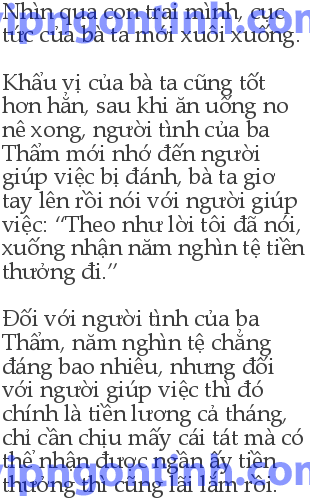 Nhìn qua con trai mình, cục
tức của bà ta mới xuôi xuống.
Khẩu vị của bà ta cũng tốt
hơn hẳn, sau khi ăn uống no
nê xong, người tình của ba
Thẩm mới nhớ đến người
giúp việc bị đánh, bà ta giơ
tay lên rồi nói với người giúp
việc: “Theo như lời tôi đã nói,
xuống nhận năm nghìn tệ tiền
thưởng đi.”
Đối với người tình của ba
Thẩm, năm nghìn tệ chẳng
đáng bao nhiêu, nhưng đối
với người giúp việc thì đó
chính là tiền lương cả tháng,
chỉ cần chịu mấy cái tát mà có
thể nhận được ngần ấy tiền
thưởng thì cũng lãi lắm rồi.
vipngontinh.com
vipngontinh.com